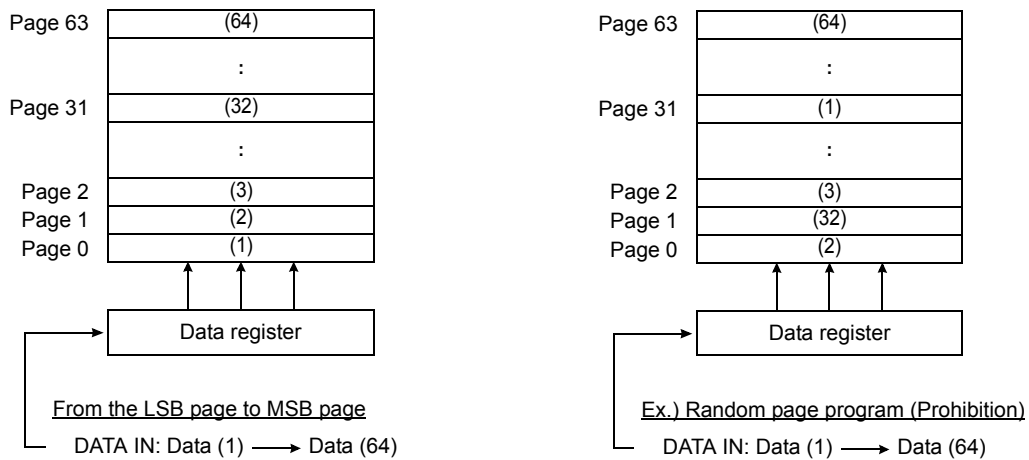 Page 63 (64)
:
Page 31 (32)
:
Page 2 (3)
Page 1 (2)
Page 0 (1)
Data register
From the LSB page to MSB page
DATA IN: Data (1) Data (64)
Page 63 (64)
:
Page 31 (1)
:
Page 2 (3)
Page 1 (32)
Page 0 (2)
Data register
Ex.) Random page program (Prohibition)
DATA IN: Data (1) Data (64)